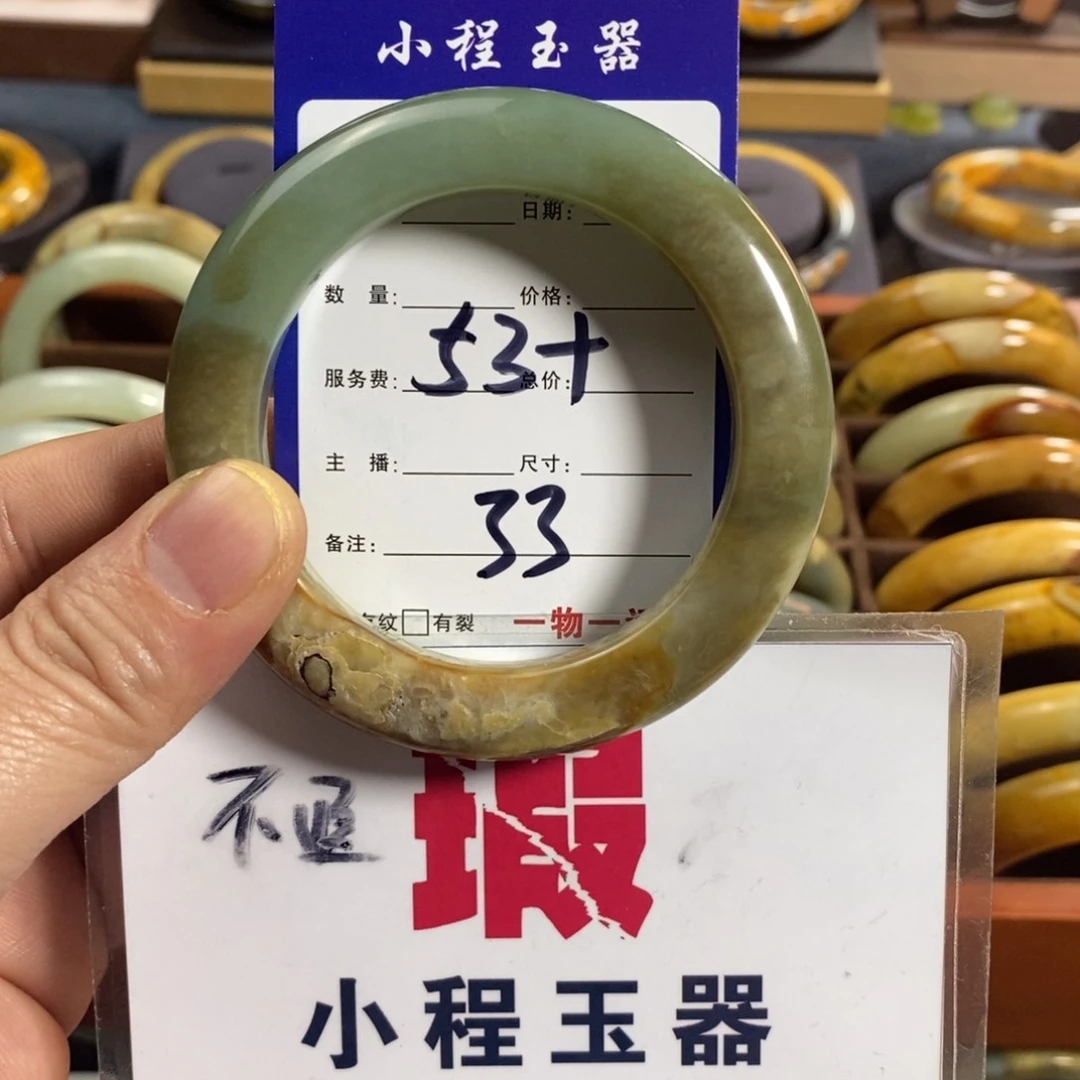 小程玉器
日期:
数 量: 价格:
53+
服务费: 总价:
主 播: 尺寸:
33
备注:
纹□有裂 一物一
不退
瑕
小程玉器